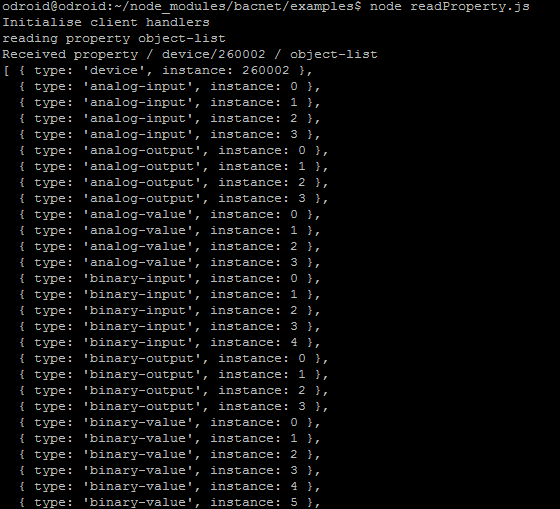 odroid@odroid:~/node_modules/bacnet/examples$ node readProperty.js
Initialise client handlers
reading property object-list
Received property / device/260002 / object-list
[ { type: 'device', instance: 260002 },
  { type: 'analog-input', instance: 0 },
  { type: 'analog-input', instance: 1 },
  { type: 'analog-input', instance: 2 },
  { type: 'analog-input', instance: 3 },
  { type: 'analog-output', instance: 0 },
  { type: 'analog-output', instance: 1 },
  { type: 'analog-output', instance: 2 },
  { type: 'analog-output', instance: 3 },
  { type: 'analog-value', instance: 0 },
  { type: 'analog-value', instance: 1 },
  { type: 'analog-value', instance: 2 },
  { type: 'analog-value', instance: 3 },
  { type: 'binary-input', instance: 0 },
  { type: 'binary-input', instance: 1 },
  { type: 'binary-input', instance: 2 },
  { type: 'binary-input', instance: 3 },
  { type: 'binary-input', instance: 4 },
  { type: 'binary-output', instance: 0 },
  { type: 'binary-output', instance: 1 },
  { type: 'binary-output', instance: 2 },
  { type: 'binary-output', instance: 3 },
  { type: 'binary-value', instance: 0 },
  { type: 'binary-value', instance: 1 },
  { type: 'binary-value', instance: 2 },
  { type: 'binary-value', instance: 3 },
  { type: 'binary-value', instance: 4 },
  { type: 'binary-value', instance: 5 },